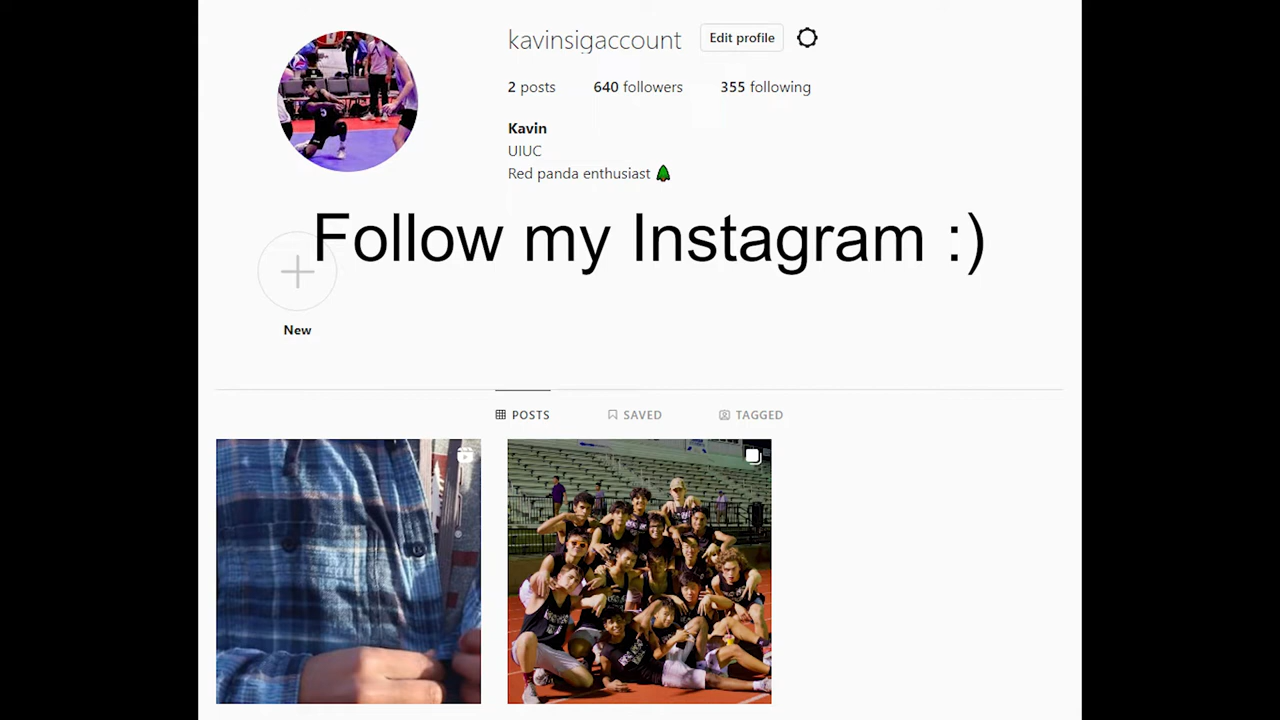 kavinsigaccount Edit profile
2 posts 640 followers 355 following
Kavin
UIUC
Red panda enthusiast
Follow my Instagram :)
New
POSTS SAVED TAGGED